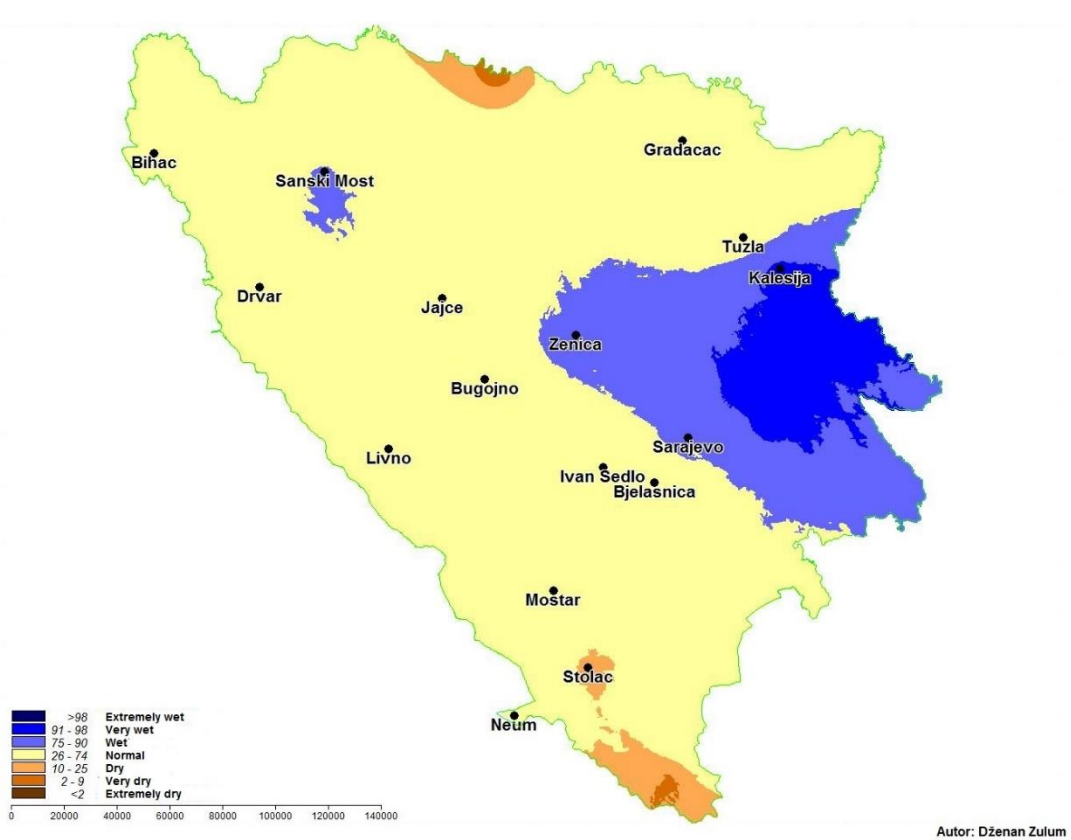 Bihac
Sanski Most
Gradacac
Tuzla
Kalesija
Drvar
Jajce
Zenica
Bugojno
Sarajevo
Livno
Ivan Sedlo
Bjelasnica
Mostar
Stolac
Neum
>98 Extremely wet
91 - 98 Very wet
75 - 90 Wet
26 - 74 Normal
10 - 25 Dry
2 - 9 Very dry
<2 Extremely dry
0 20000 40000 60000 80000 100000 120000 140000
Autor: Dženan Zulum